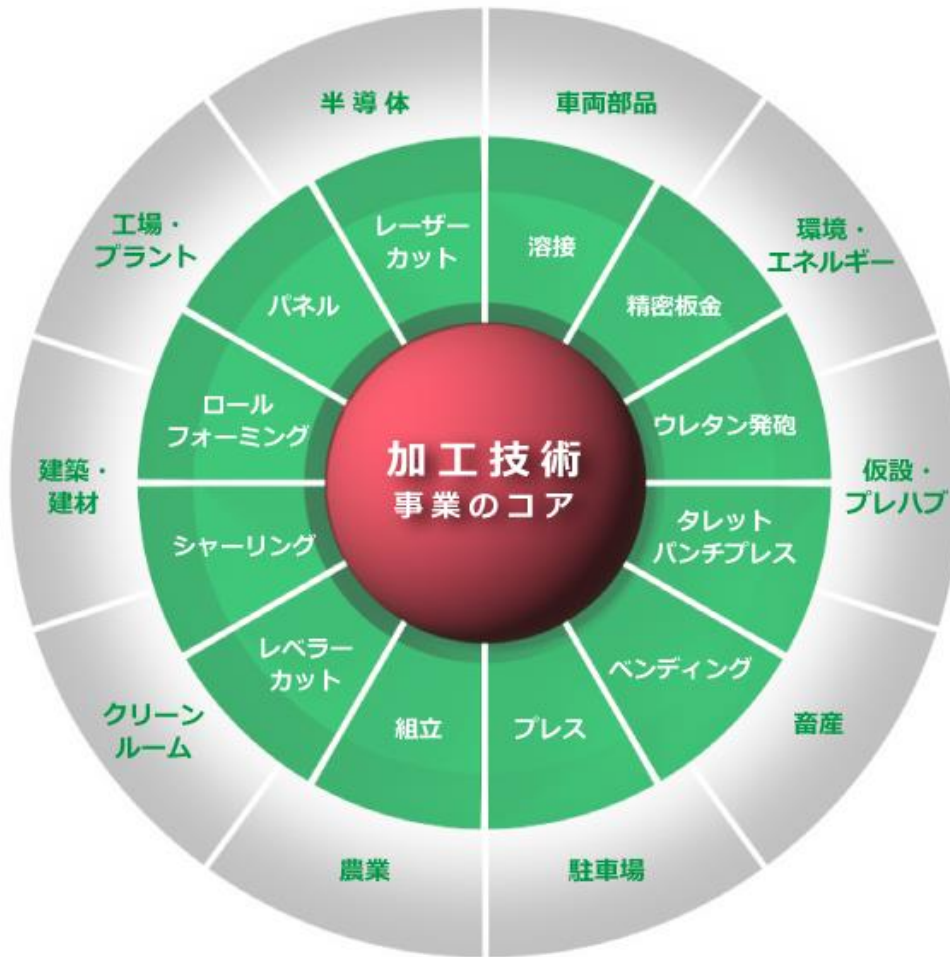 半導体
車両部品
環境・
エネルギー
仮設・
プレハブ
畜産
駐車場
農業
クリーン
ルーム
建築・
建材
工場・
プラント
レーザー
カット
溶接
精密板金
ウレタン発砲
タレット
パンチプレス
ベンディング
プレス
組立
レベラー
カット
シャーリング
ロール
フォーミング
パネル
加工技術
事業のコア